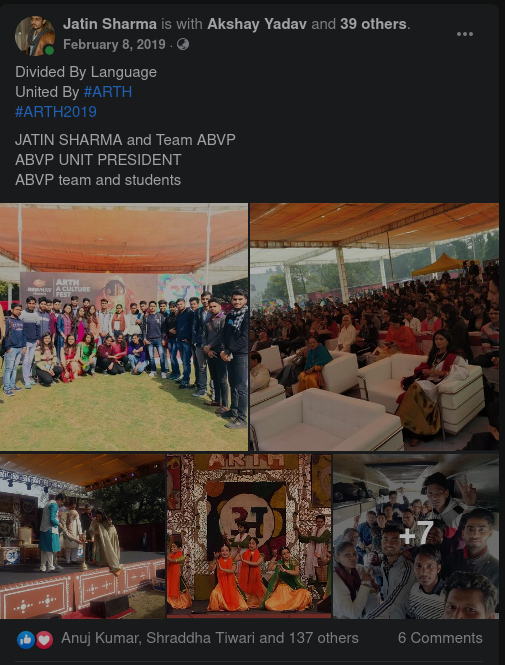 Jatin Sharma is with Akshay Yadav and 39 others.
February 8, 2019 ·
Divided By Language
United By #ARTH
#ARTH2019
JATIN SHARMA and Team ABVP
ABVP UNIT PRESIDENT
ABVP team and students
ARTH
A CULTURE
FEST
ARTH
अ
+7
Anuj Kumar, Shraddha Tiwari and 137 others
6 Comments